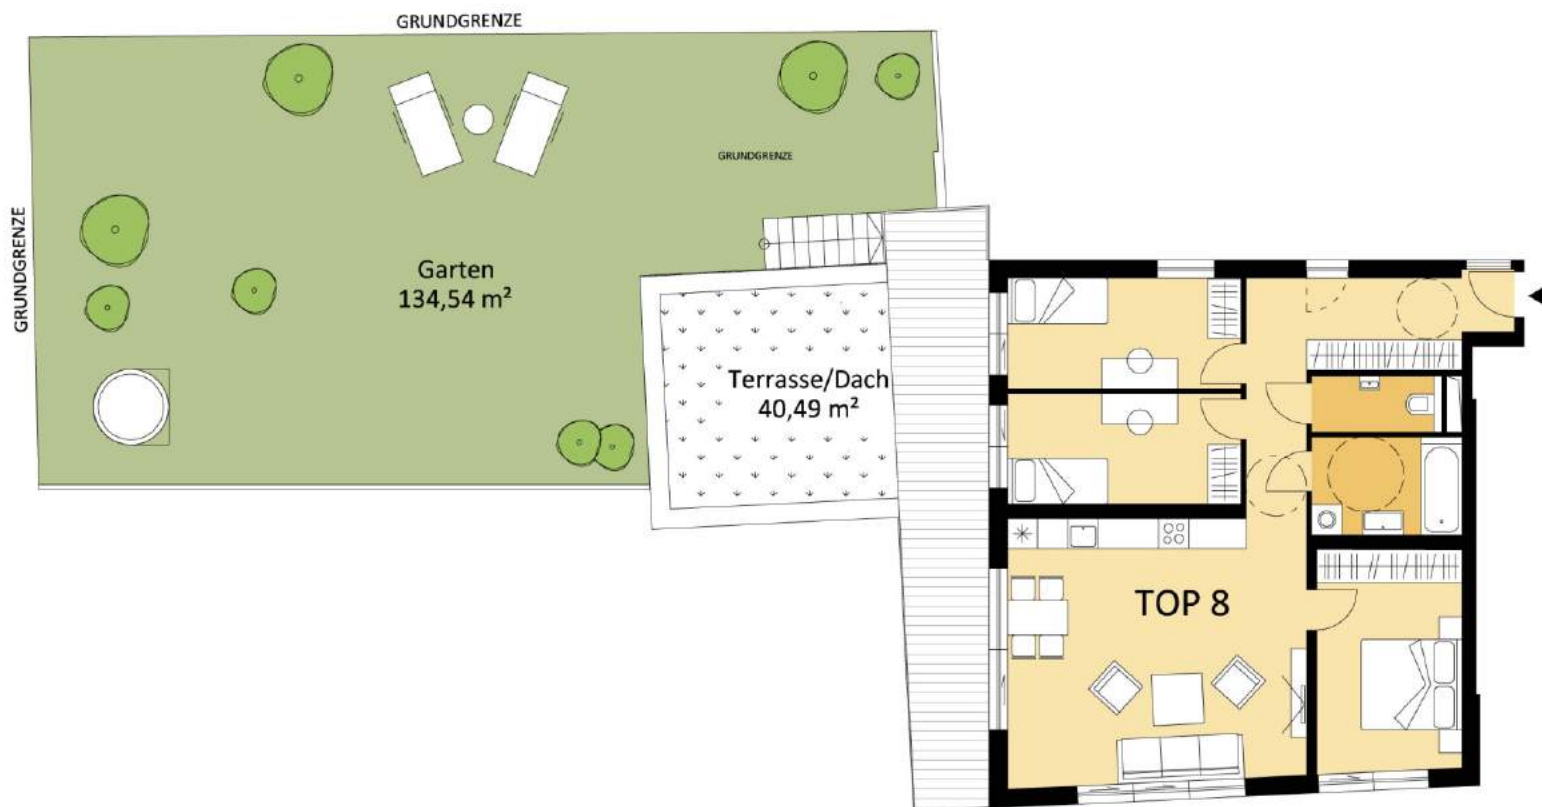 GRUNDGRENZE
GRUNDGRENZE
GRUNDGRENZE
Garten
134,54 m²
Terrasse/Dach
40,49 m²
TOP 8